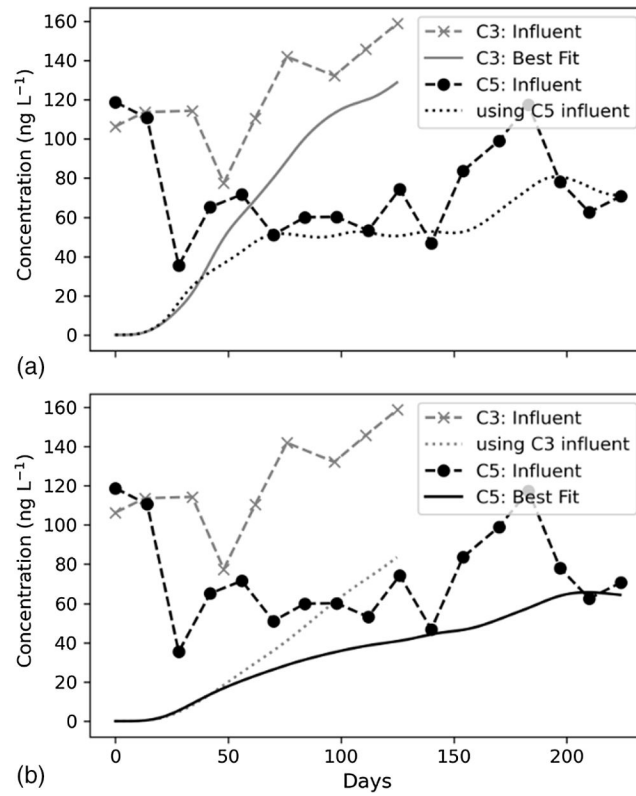 160
140
120
100
80
60
40
20
0
Concentration (ng L⁻¹)
C3: Influent
C3: Best Fit
C5: Influent
using C5 influent
(a)
160
140
120
100
80
60
40
20
0
Concentration (ng L⁻¹)
C3: Influent
using C3 influent
C5: Influent
C5: Best Fit
0 50 100 150 200
Days
(b)